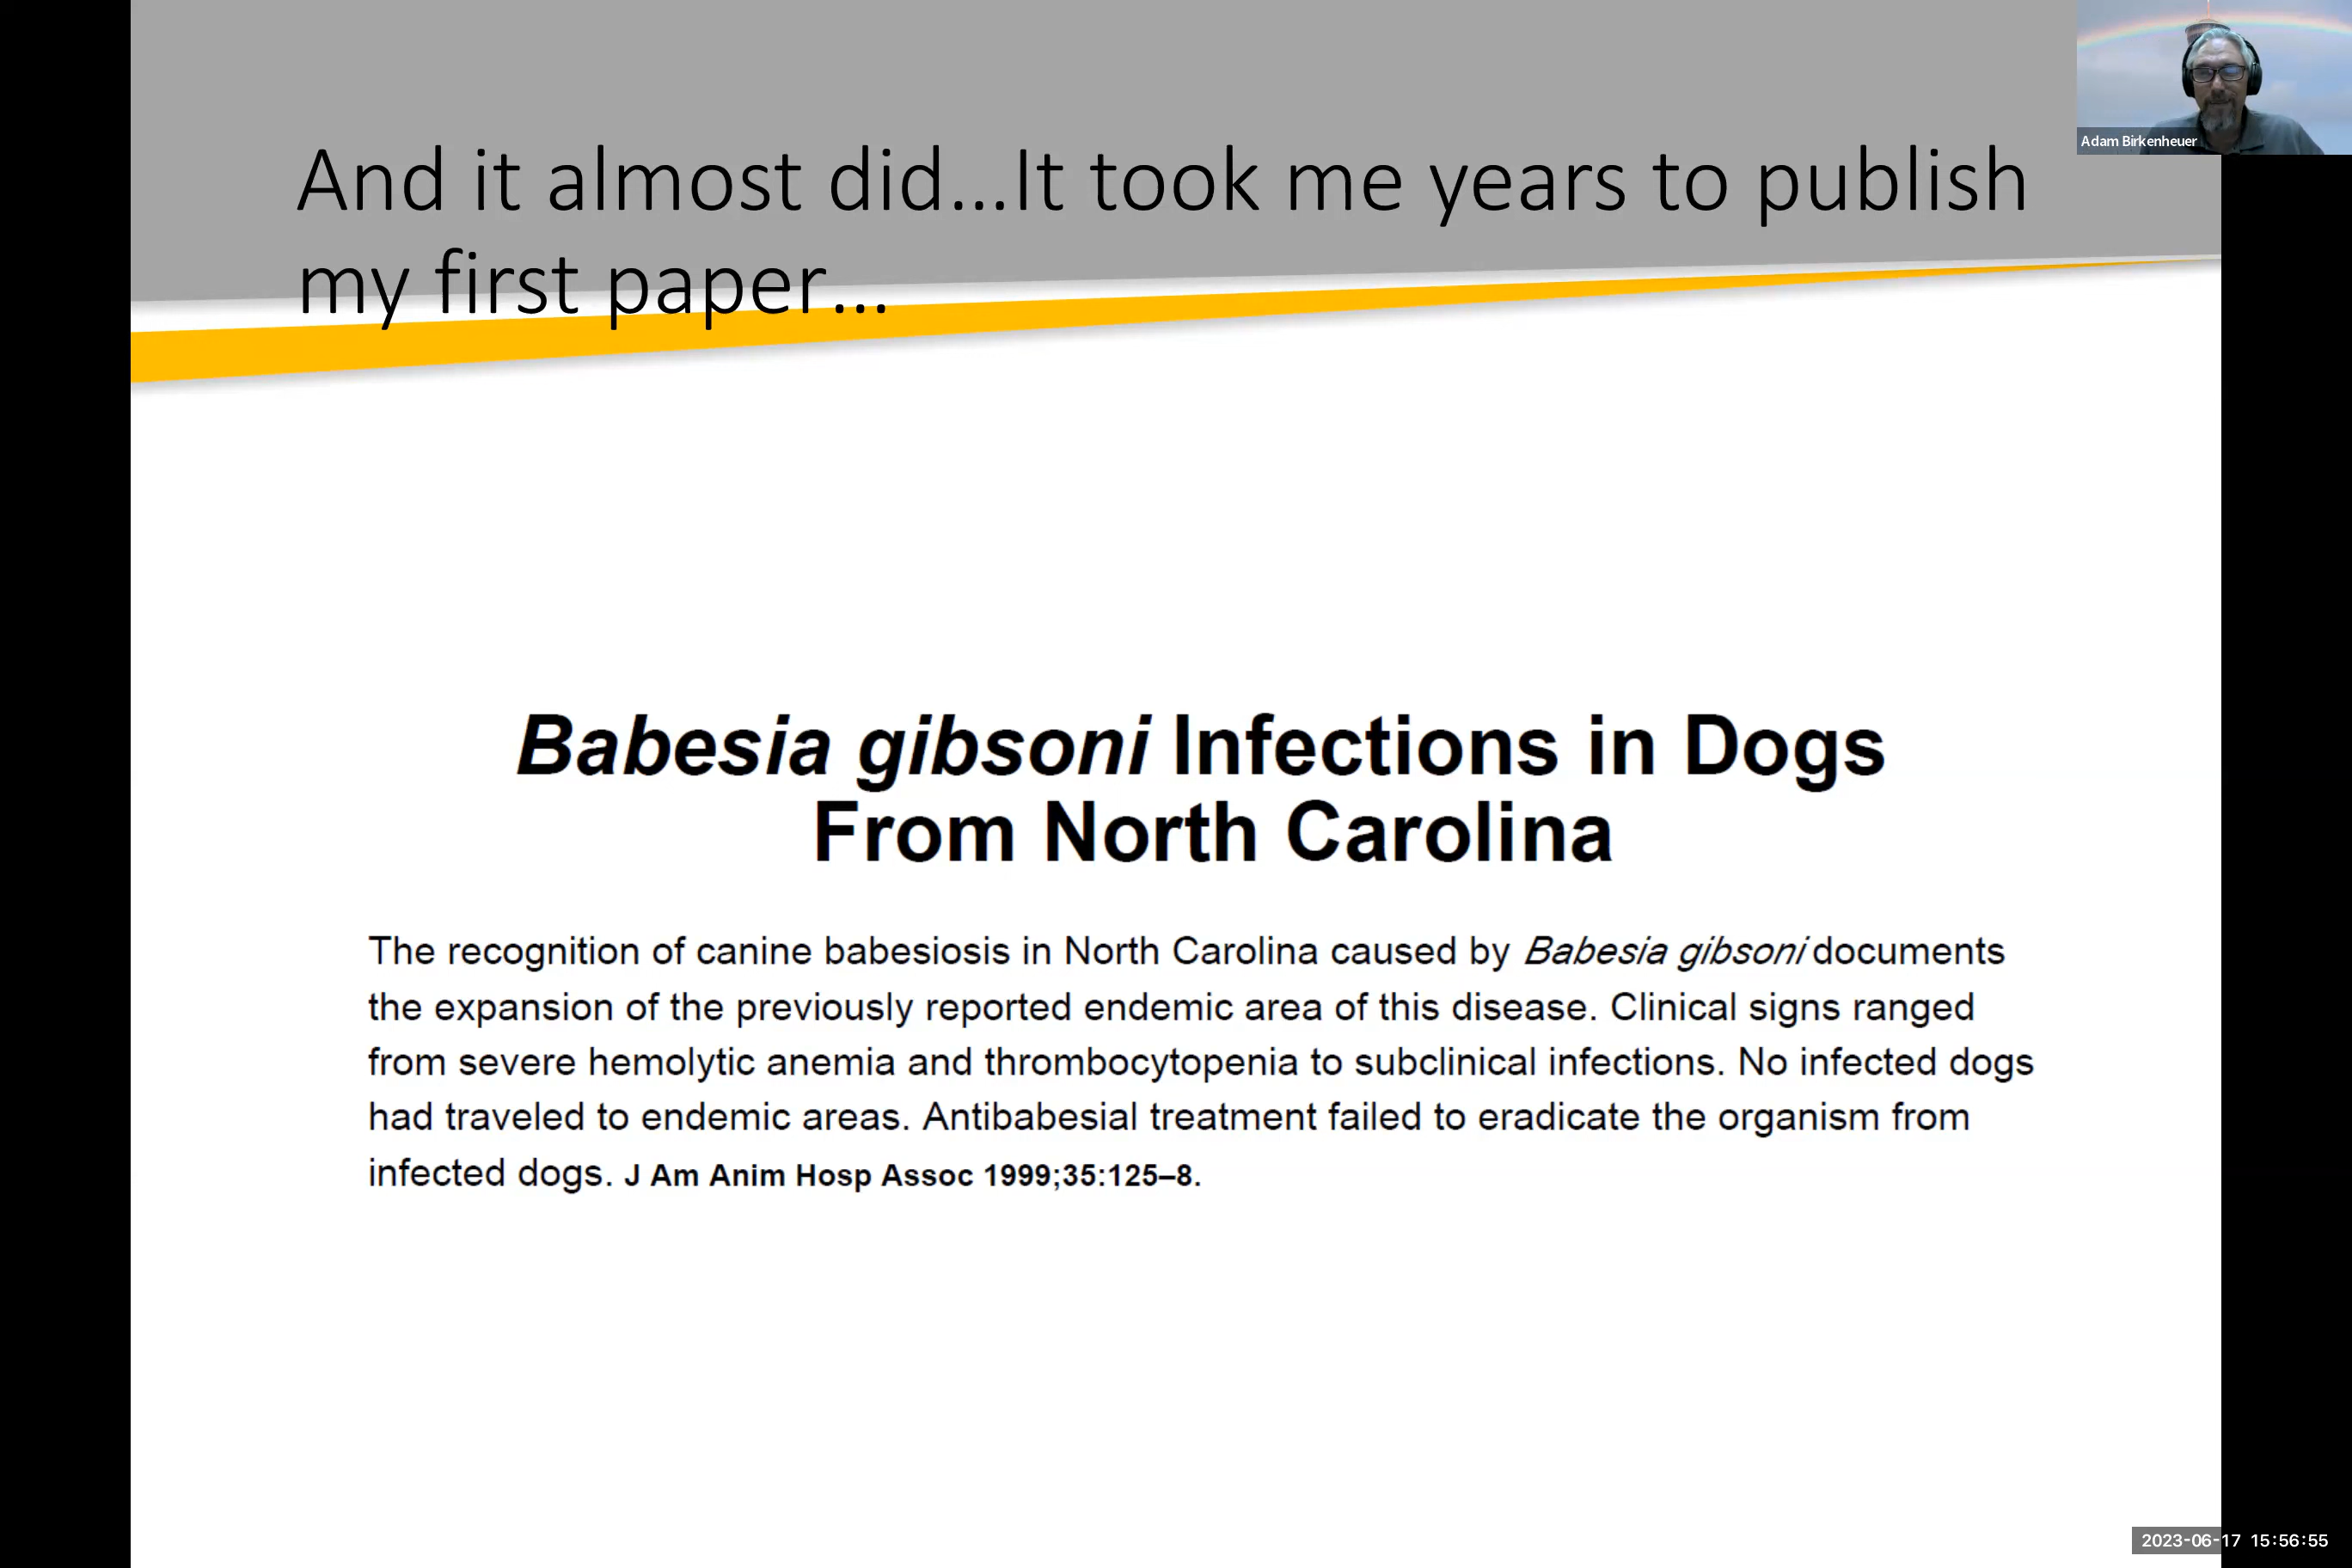 And it almost did...It took me years to publish
my first paper...
Adam Birkenheuer
Babesia gibsoni Infections in Dogs
From North Carolina
The recognition of canine babesiosis in North Carolina caused by Babesia gibsoni documents
the expansion of the previously reported endemic area of this disease. Clinical signs ranged
from severe hemolytic anemia and thrombocytopenia to subclinical infections. No infected dogs
had traveled to endemic areas. Antibabesial treatment failed to eradicate the organism from
infected dogs. J Am Anim Hosp Assoc 1999;35:125–8.
2023-06-17 15:56:55